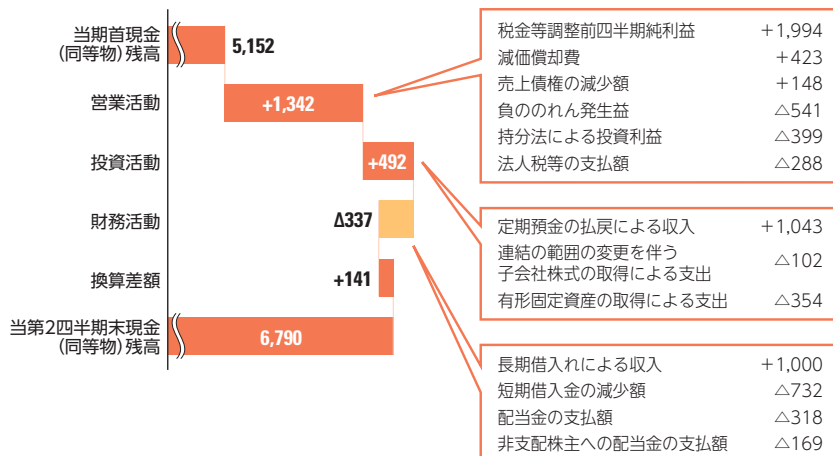 当期首現金
(同等物)残高
5,152
営業活動
+1,342
投資活動
+492
財務活動
Δ337
換算差額
+141
当第2四半期末現金
(同等物)残高
6,790
税金等調整前四半期純利益 +1,994
減価償却費 +423
売上債権の減少額 +148
負ののれん発生益 △541
持分法による投資利益 △399
法人税等の支払額 △288
定期預金の払戻による収入 +1,043
連結の範囲の変更を伴う
子会社株式の取得による支出 △102
有形固定資産の取得による支出 △354
長期借入れによる収入 +1,000
短期借入金の減少額 △732
配当金の支払額 △318
非支配株主への配当金の支払額 △169